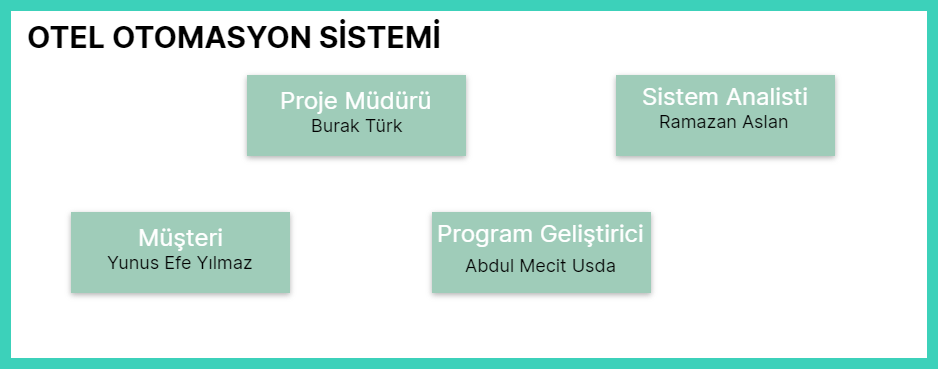 OTEL OTOMASYON SİSTEMİ
Proje Müdürü
Burak Türk
Sistem Analisti
Ramazan Aslan
Müşteri
Yunus Efe Yılmaz
Program Geliştirici
Abdul Mecit Usda